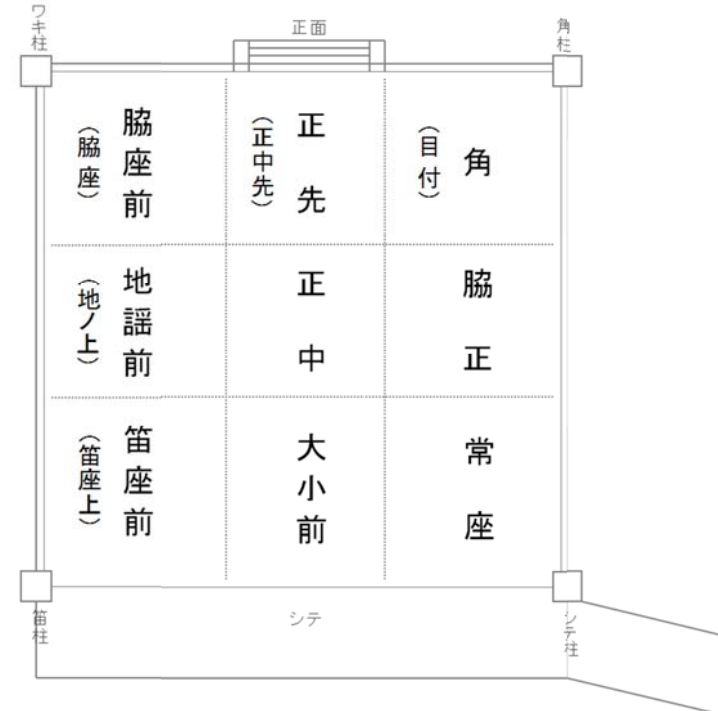 ワキ柱
正面
角柱
角
(目付)
正先
(正中先)
脇座前
(脇座)
脇正
正中
地謡前
(地ノ上)
常座
大小前
笛座前
(笛座上)
笛柱
シテ
シテ柱